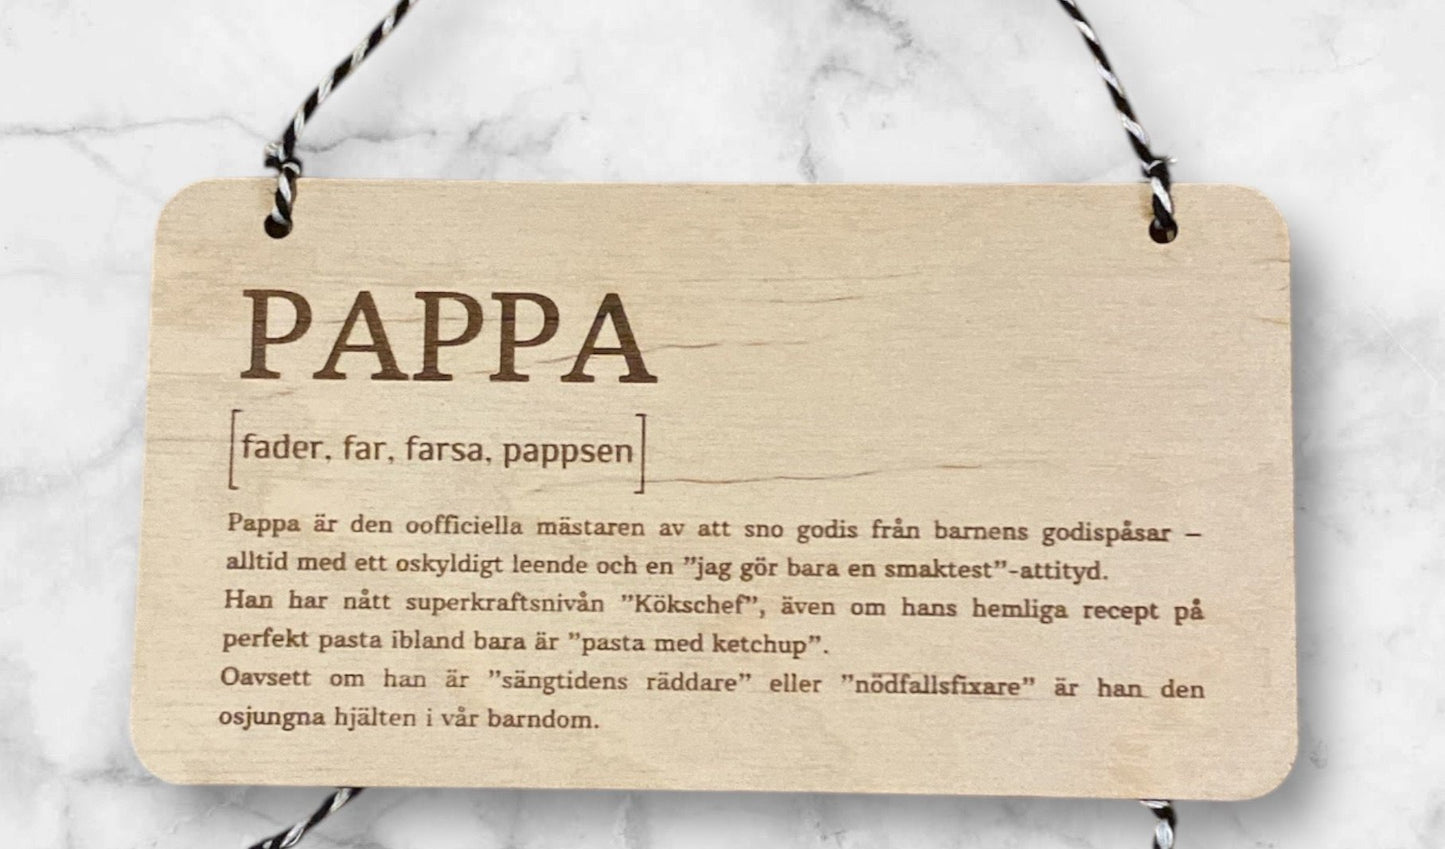 PAPPA
[fader, far, farsa, pappsen]
Pappa är den oofficiella mästaren av att sno godis från barnens godispåsar –
alltid med ett oskyldigt leende och en ”jag gör bara en smaktest”-attityd.
Han har nått superkraftsnivån ”Kökschef”, även om hans hemliga recept på
perfekt pasta ibland bara är ”pasta med ketchup”.
Oavsett om han är ”sängtidens räddare” eller ”nödfallsfixare” är han den
osjungna hjälten i vår barndom.